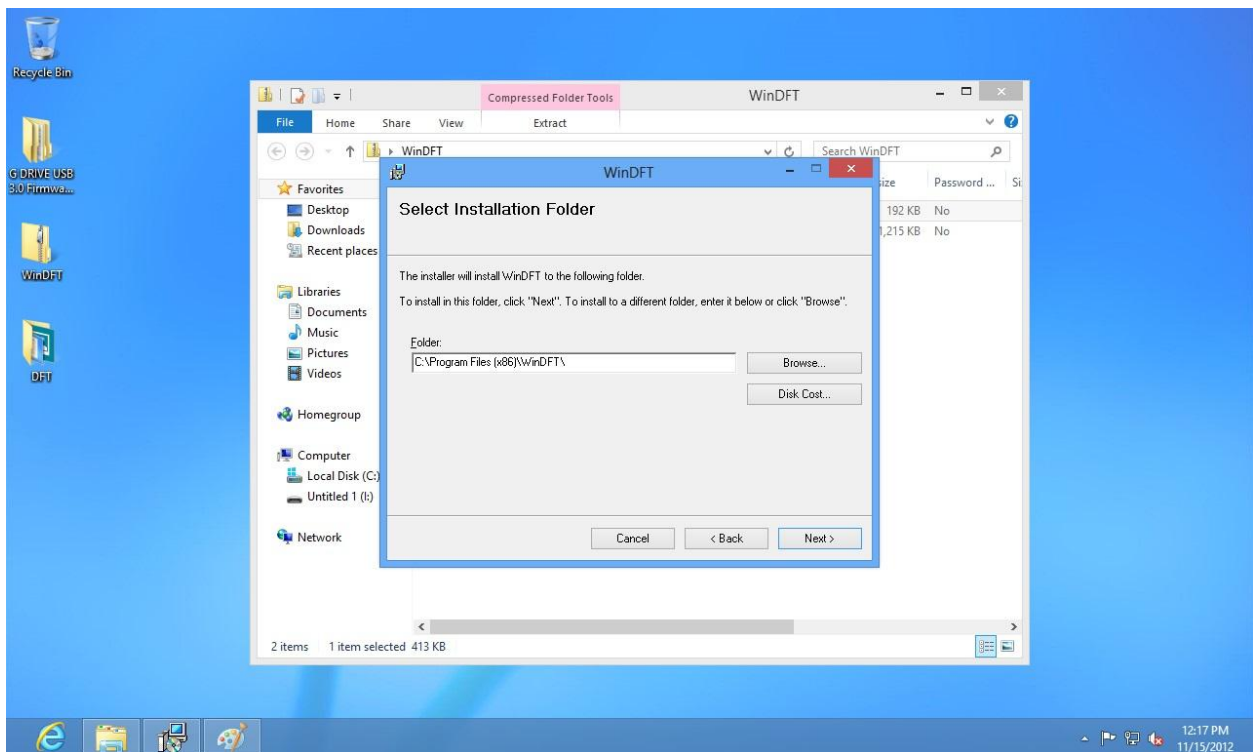 Recycle Bin
G DRIVE USB
3.0 Firmwa...
WinDFT
DFT
Compressed Folder Tools
WinDFT
File Home Share View Extract
WinDFT
Search WinDFT
Favorites
Desktop
Downloads
Recent places
Libraries
Documents
Music
Pictures
Videos
Homegroup
Computer
Local Disk (C:)
Untitled 1 (I:)
Network
size Password ... Si
192 KB No
1,215 KB No
WinDFT
Select Installation Folder
The installer will install WinDFT to the following folder.
To install in this folder, click "Next". To install to a different folder, enter it below or click "Browse".
Folder:
C:\Program Files (x86)\WinDFT\
Browse...
Disk Cost...
Cancel < Back Next >
2 items 1 item selected 413 KB
12:17 PM
11/15/2012